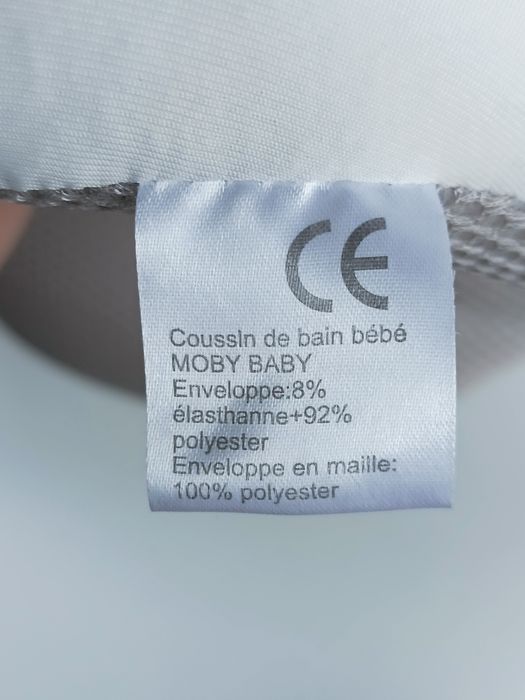 CE
Coussin de bain bébé
MOBY BABY
Enveloppe:8%
élasthanne+92%
polyester
Enveloppe en maille:
100% polyester